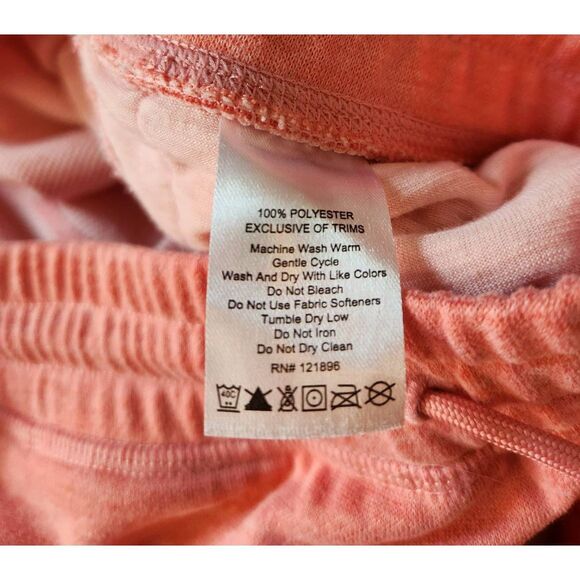 100% POLYESTER
EXCLUSIVE OF TRIMS
Machine Wash Warm
Gentle Cycle
Wash And Dry With Like Colors
Do Not Bleach
Do Not Use Fabric Softeners
Tumble Dry Low
Do Not Iron
Do Not Dry Clean
RN# 121896
40C